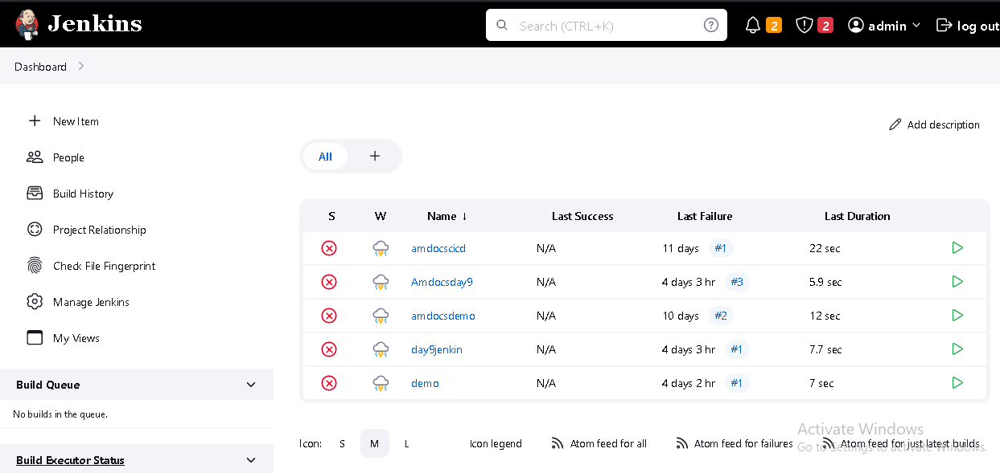 Jenkins
Search (CTRL+K)
2
2
admin
log out
Dashboard
New Item
People
Build History
Project Relationship
Check File Fingerprint
Manage Jenkins
My Views
Build Queue
No builds in the queue.
Build Executor Status
Add description
All
S W Name ↓ Last Success Last Failure Last Duration
amdocscicd N/A 11 days #1 22 sec
Amdocsday9 N/A 4 days 3 hr #3 5.9 sec
amdocsdemo N/A 10 days #2 12 sec
day9jenkin N/A 4 days 3 hr #1 7.7 sec
demo N/A 4 days 2 hr #1 7 sec
Icon: S M L Icon legend Atom feed for all Atom feed for failures Atom feed for just latest builds
Activate Windows
Go to Settings to activate Windows.